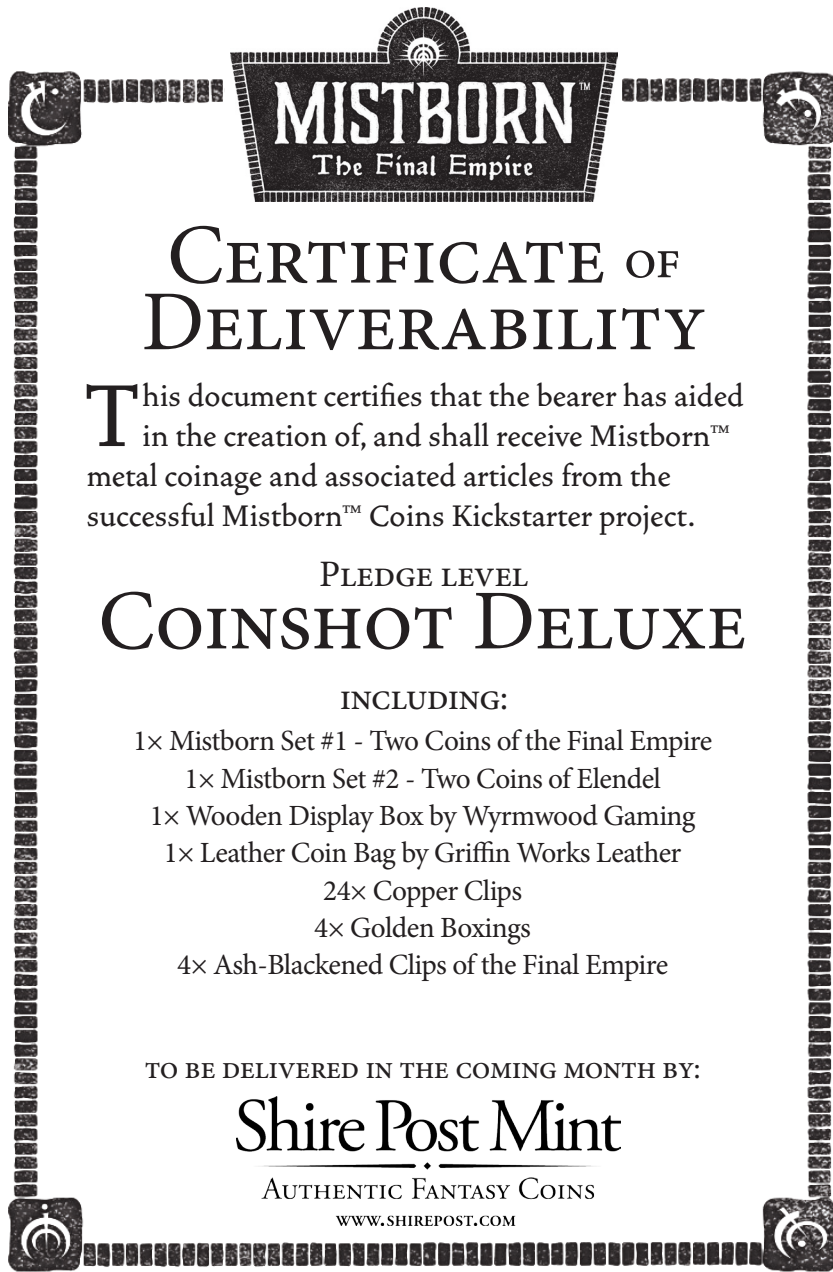 MISTBORN™
The Final Empire
CERTIFICATE OF
DELIVERABILITY
This document certifies that the bearer has aided
in the creation of, and shall receive Mistborn™
metal coinage and associated articles from the
successful Mistborn™ Coins Kickstarter project.
PLEDGE LEVEL
COINSHOT DELUXE
INCLUDING:
1× Mistborn Set #1 - Two Coins of the Final Empire
1× Mistborn Set #2 - Two Coins of Elendel
1× Wooden Display Box by Wyrmwood Gaming
1× Leather Coin Bag by Griffin Works Leather
24× Copper Clips
4× Golden Boxings
4× Ash-Blackened Clips of the Final Empire
TO BE DELIVERED IN THE COMING MONTH BY:
Shire Post Mint
AUTHENTIC FANTASY COINS
WWW.SHIREPOST.COM